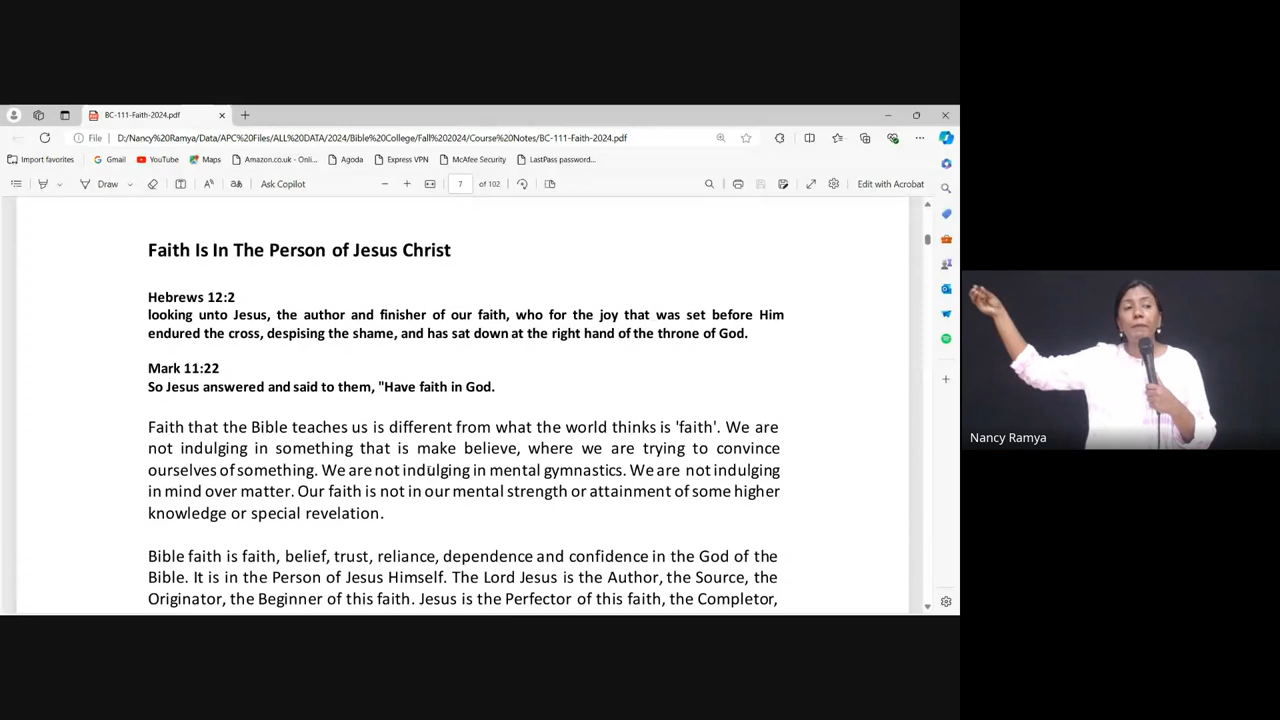 BC-111-Faith-2024.pdf
File
D:/Nancy%20Ramya/Data/APC%20Files/ALL%20DATA/2024/Bible%20College/Fall%202024/Course%20Notes/BC-111-Faith-2024.pdf
Import favorites
Gmail
YouTube
Maps
Amazon.co.uk - Onli...
Agoda
Express VPN
McAfee Security
LastPass password...
Draw
Ask Copilot
7
of 102
Edit with Acrobat
Faith Is In The Person of Jesus Christ
Hebrews 12:2
looking unto Jesus, the author and finisher of our faith, who for the joy that was set before Him
endured the cross, despising the shame, and has sat down at the right hand of the throne of God.
Mark 11:22
So Jesus answered and said to them, "Have faith in God.
Faith that the Bible teaches us is different from what the world thinks is 'faith'. We are
not indulging in something that is make believe, where we are trying to convince
ourselves of something. We are not indulging in mental gymnastics. We are not indulging
in mind over matter. Our faith is not in our mental strength or attainment of some higher
knowledge or special revelation.
Bible faith is faith, belief, trust, reliance, dependence and confidence in the God of the
Bible. It is in the Person of Jesus Himself. The Lord Jesus is the Author, the Source, the
Originator, the Beginner of this faith. Jesus is the Perfector of this faith, the Completor,
Nancy Ramya